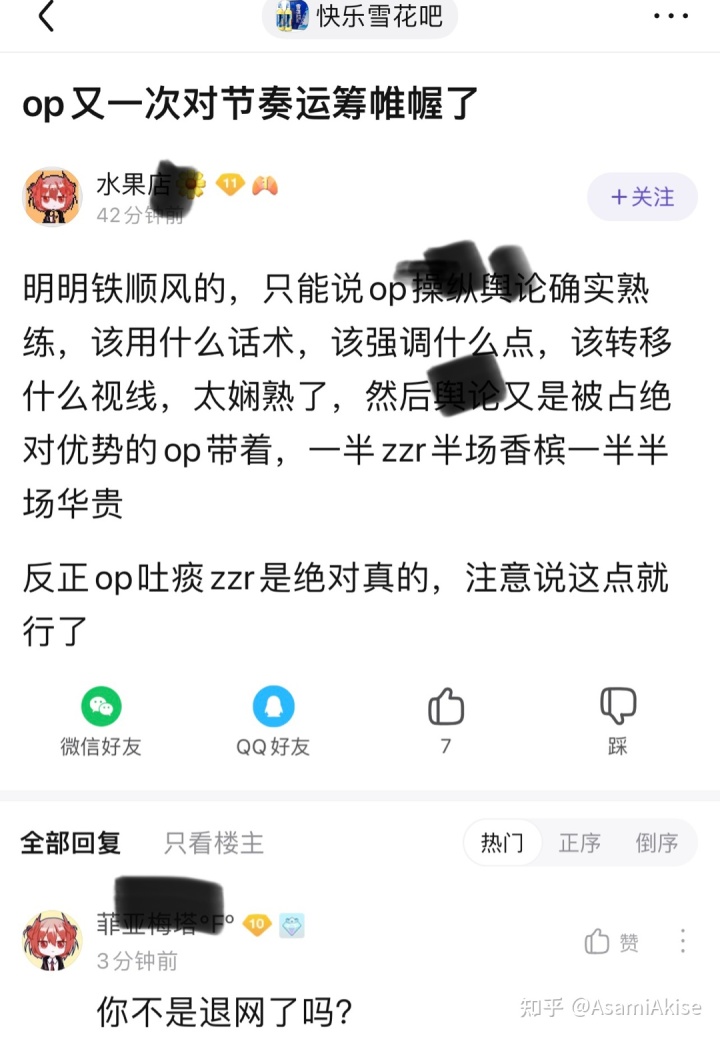 快乐雪花吧
op又一次对节奏运筹帷幄了
水果店
11
42分钟前
+关注
明明铁顺风的，只能说op操纵舆论确实熟
练，该用什么话术，该强调什么点，该转移
什么视线，太娴熟了，然后舆论又是被占绝
对优势的op带着，一半zzr半场香槟一半半
场华贵
反正op吐痰zzr是绝对真的，注意说这点就
行了
微信好友
QQ好友
7
踩
全部回复
只看楼主
热门
正序
倒序
菲亚梅塔°F°
10
3分钟前
赞
你不是退网了吗?
知乎 @AsamiAkise